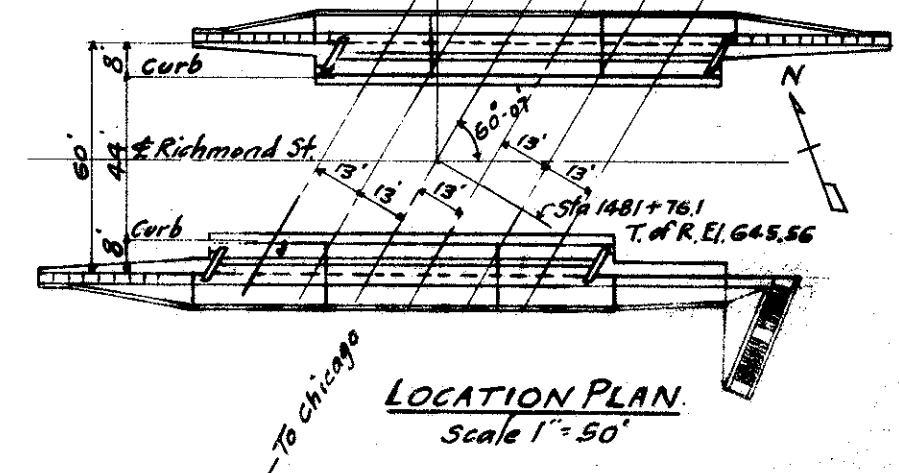 8'
Curb
N
60°-07'
60'
44'
℄ Richmond St.
13'
13'
13'
13'
13'
Sta 1481+76.1
T. of R. El. 645.56
Curb
8'
To Chicago
LOCATION PLAN.
Scale 1"=50'